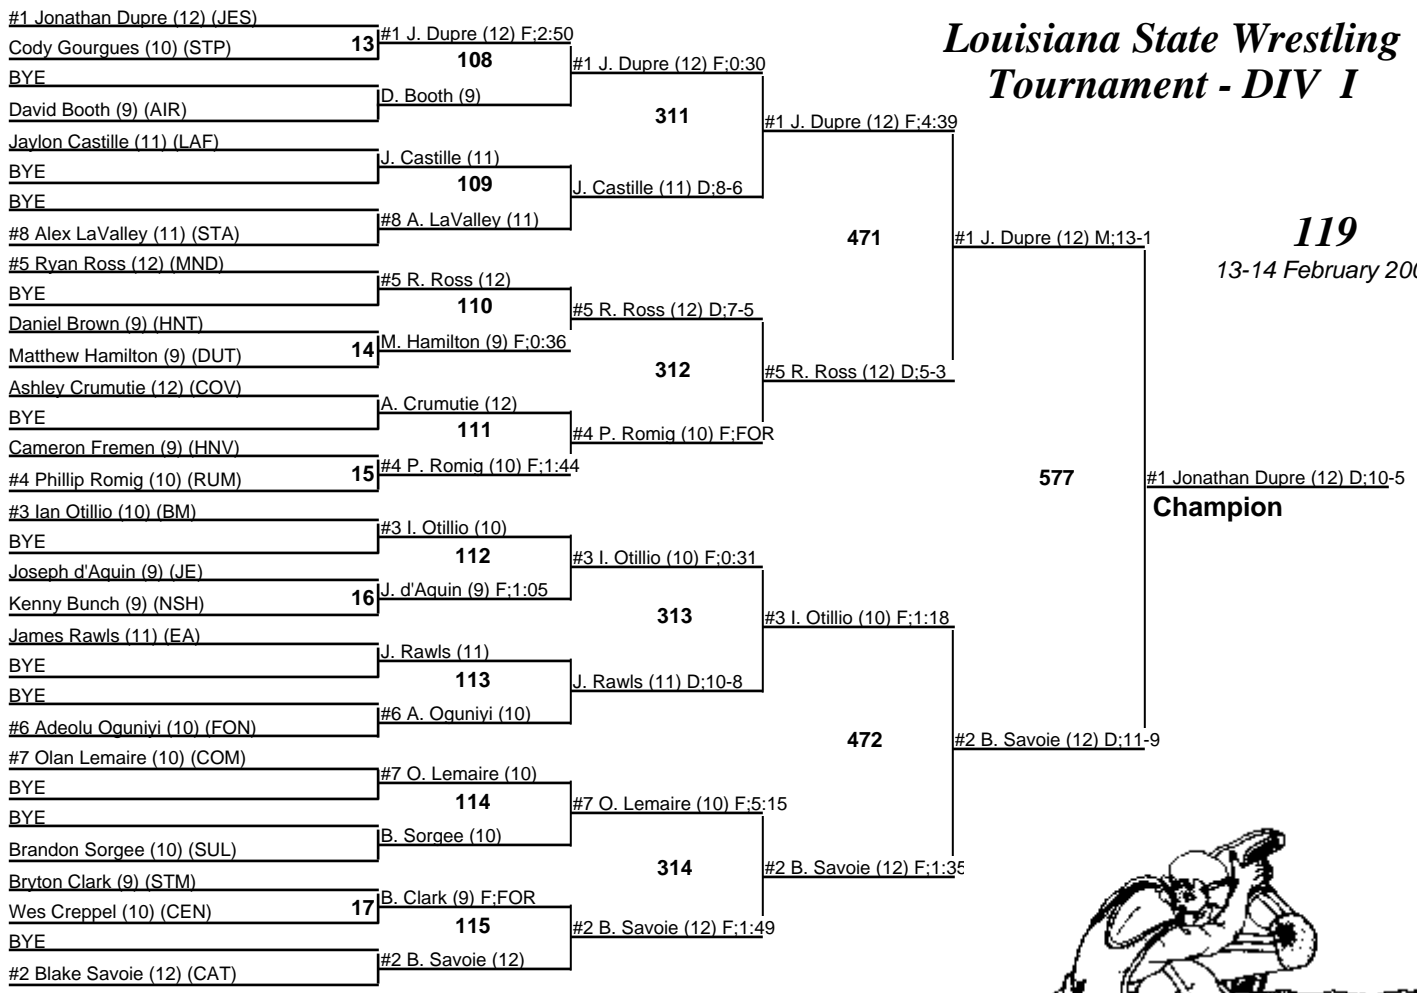 #1 Jonathan Dupre (12) (JES)
Cody Gourgues (10) (STP)
BYE
David Booth (9) (AIR)
Jaylon Castille (11) (LAF)
BYE
BYE
#8 Alex LaValley (11) (STA)
#5 Ryan Ross (12) (MND)
BYE
Daniel Brown (9) (HNT)
Matthew Hamilton (9) (DUT)
Ashley Crumutie (12) (COV)
BYE
Cameron Fremen (9) (HNV)
#4 Phillip Romig (10) (RUM)
#3 Ian Otillio (10) (BM)
BYE
Joseph d'Aquin (9) (JE)
Kenny Bunch (9) (NSH)
James Rawls (11) (EA)
BYE
BYE
#6 Adeolu Oguniyi (10) (FON)
#7 Olan Lemaire (10) (COM)
BYE
BYE
Brandon Sorgee (10) (SUL)
Bryton Clark (9) (STM)
Wes Creppel (10) (CEN)
BYE
#2 Blake Savoie (12) (CAT)
13
14
15
16
17
#1 J. Dupre (12) F;2:50
108
D. Booth (9)
J. Castille (11)
109
#8 A. LaValley (11)
#5 R. Ross (12)
110
M. Hamilton (9) F;0:36
A. Crumutie (12)
111
#4 P. Romig (10) F;1:44
#3 I. Otillio (10)
112
J. d'Aquin (9) F;1:05
J. Rawls (11)
113
#6 A. Oguniyi (10)
#7 O. Lemaire (10)
114
B. Sorgee (10)
B. Clark (9) F;FOR
115
#2 B. Savoie (12)
#1 J. Dupre (12) F;0:30
311
J. Castille (11) D;8-6
#5 R. Ross (12) D;7-5
312
#4 P. Romig (10) F;FOR
#3 I. Otillio (10) F;0:31
313
J. Rawls (11) D;10-8
#7 O. Lemaire (10) F;5:15
314
#2 B. Savoie (12) F;1:49
#1 J. Dupre (12) F;4:39
471
#5 R. Ross (12) D;5-3
#3 I. Otillio (10) F;1:18
472
#2 B. Savoie (12) F;1:35
#1 J. Dupre (12) M;13-1
577
#2 B. Savoie (12) D;11-9
#1 Jonathan Dupre (12) D;10-5
Champion
Louisiana State Wrestling
Tournament - DIV I
119
13-14 February 200